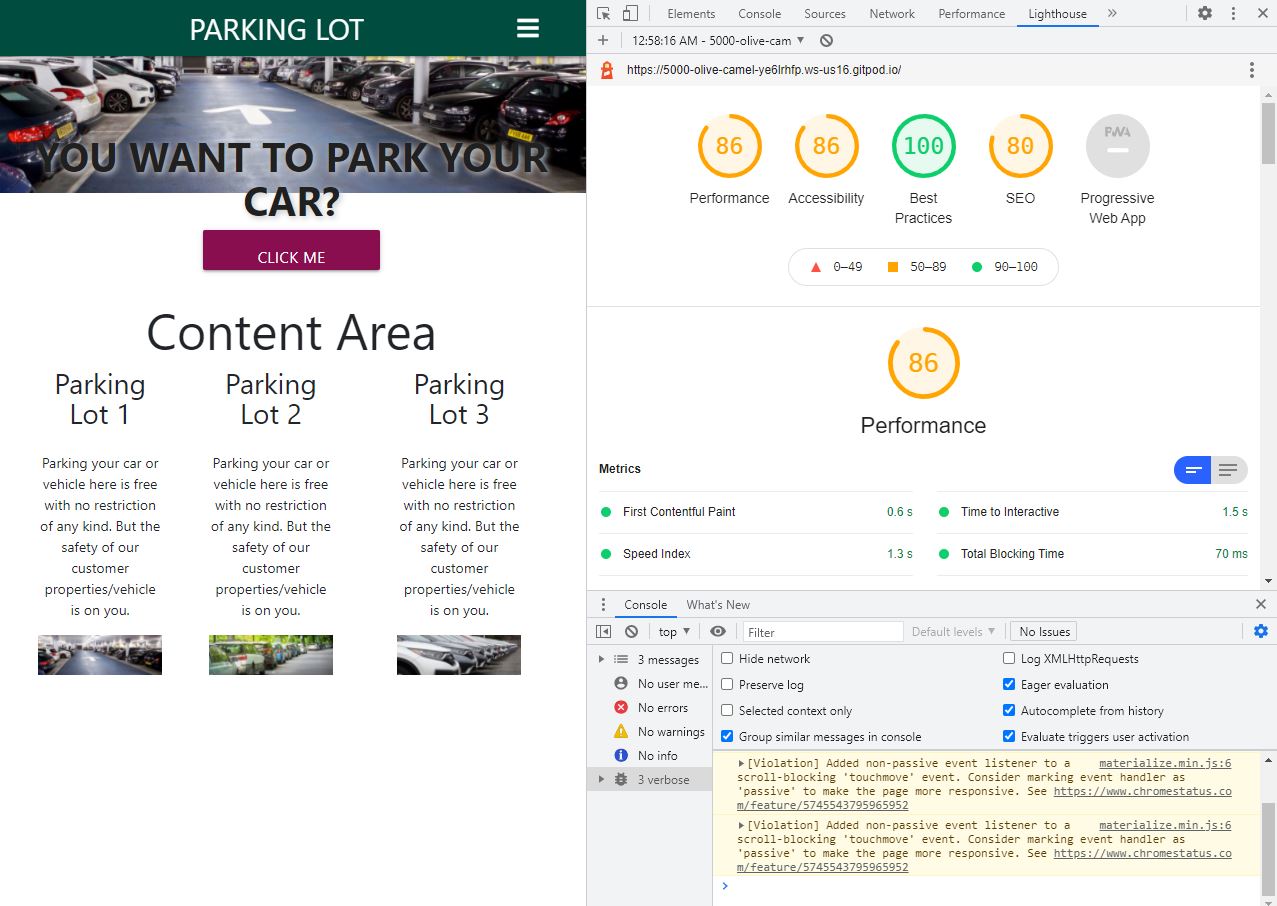 PARKING LOT
YOU WANT TO PARK YOUR
CAR?
CLICK ME
Content Area
Parking
Lot 1
Parking your car or
vehicle here is free
with no restriction
of any kind. But the
safety of our
customer
properties/vehicle
is on you.
Parking
Lot 2
Parking your car or
vehicle here is free
with no restriction
of any kind. But the
safety of our
customer
properties/vehicle
is on you.
Parking
Lot 3
Parking your car or
vehicle here is free
with no restriction
of any kind. But the
safety of our
customer
properties/vehicle
is on you.
Elements Console Sources Network Performance Lighthouse
12:58:16 AM - 5000-olive-cam
https://5000-olive-camel-ye6lrhfp.ws-us16.gitpod.io/
86 86 100 80 PWA
Performance Accessibility Best Practices SEO Progressive Web App
0–49 50–89 90–100
86
Performance
Metrics
First Contentful Paint 0.6 s
Time to Interactive 1.5 s
Speed Index 1.3 s
Total Blocking Time 70 ms
Console What's New
top Filter Default levels No Issues
3 messages
No user me...
No errors
No warnings
No info
3 verbose
Hide network Log XMLHttpRequests
Preserve log Eager evaluation
Selected context only Autocomplete from history
Group similar messages in console Evaluate triggers user activation
[Violation] Added non-passive event listener to a materialize.min.js:6
scroll-blocking 'touchmove' event. Consider marking event handler as
'passive' to make the page more responsive. See https://www.chromestatus.co
m/feature/5745543795965952
[Violation] Added non-passive event listener to a materialize.min.js:6
scroll-blocking 'touchmove' event. Consider marking event handler as
'passive' to make the page more responsive. See https://www.chromestatus.co
m/feature/5745543795965952